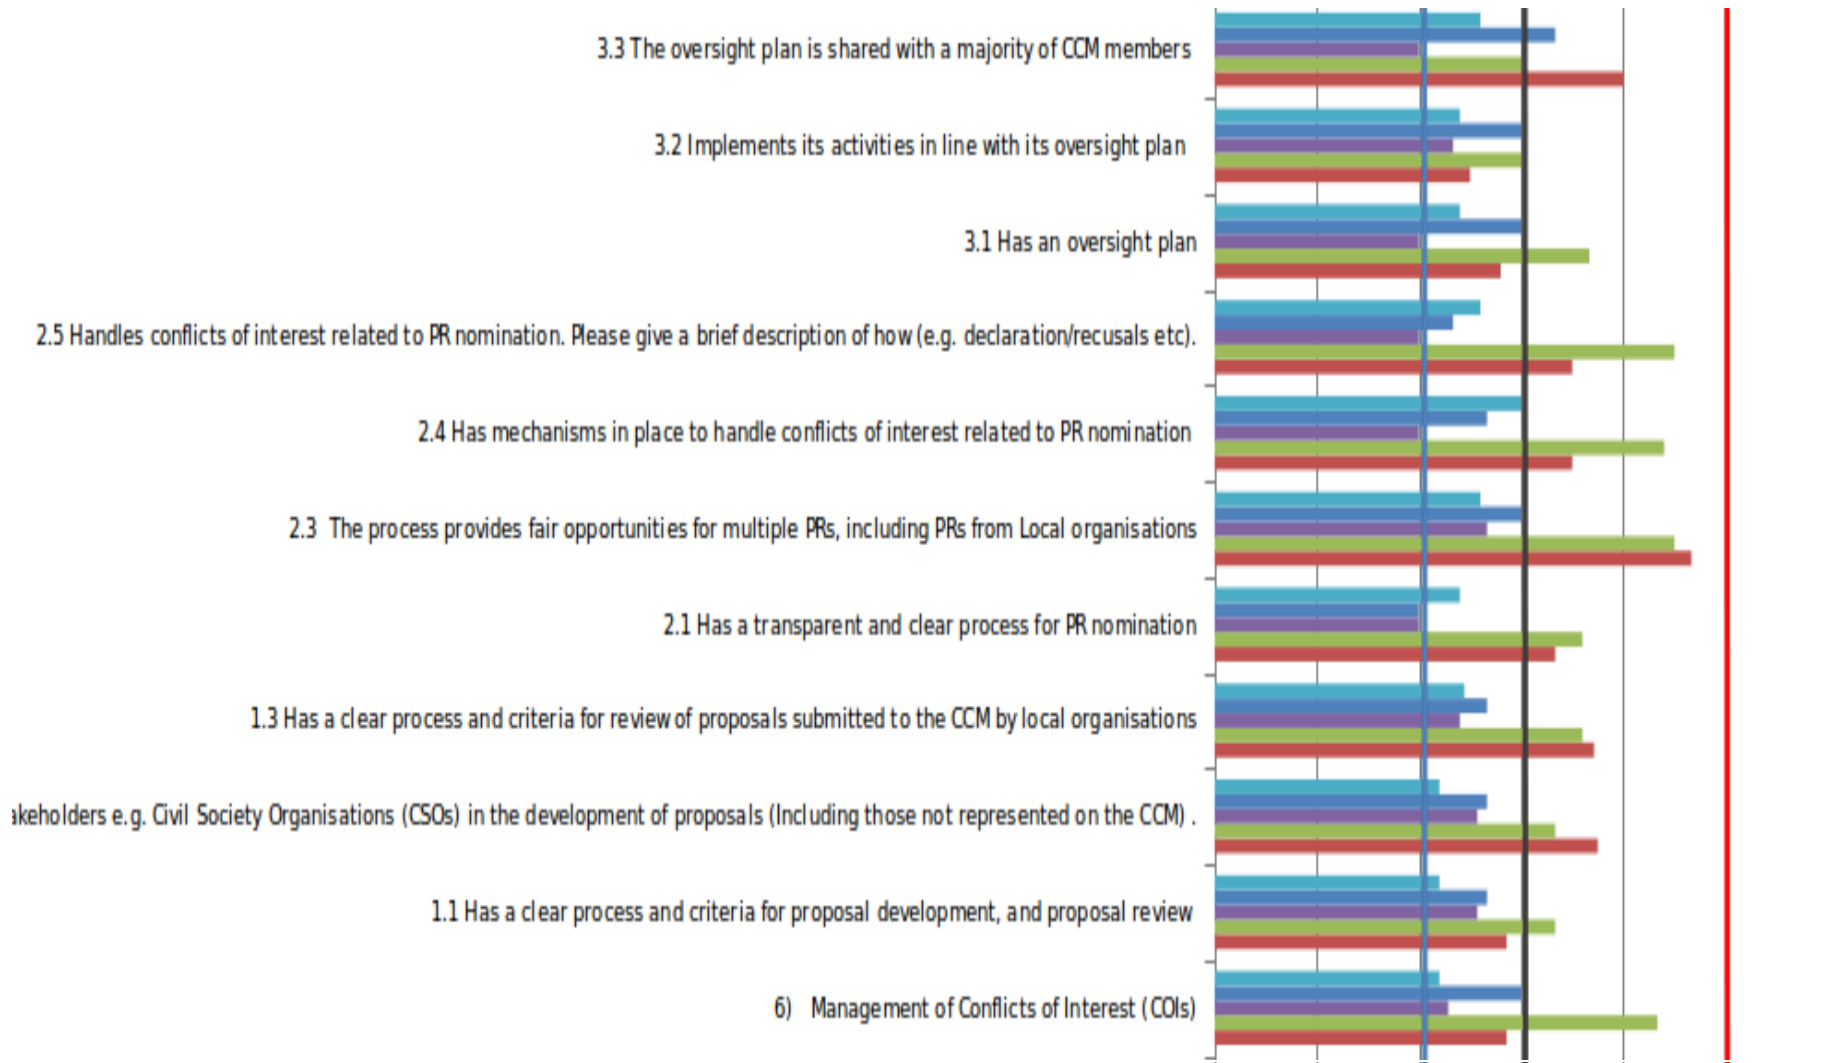 3.3 The oversight plan is shared with a majority of CCM members
3.2 Implements its activities in line with its oversight plan
3.1 Has an oversight plan
2.5 Handles conflicts of interest related to PR nomination. Please give a brief description of how (e.g. declaration/recusals etc).
2.4 Has mechanisms in place to handle conflicts of interest related to PR nomination
2.3 The process provides fair opportunities for multiple PRs, including PRs from Local organisations
2.1 Has a transparent and clear process for PR nomination
1.3 Has a clear process and criteria for review of proposals submitted to the CCM by local organisations
akeholders e.g. Civil Society Organisations (CSOs) in the development of proposals (Including those not represented on the CCM) .
1.1 Has a clear process and criteria for proposal development, and proposal review
6) Management of Conflicts of Interest (COIs)